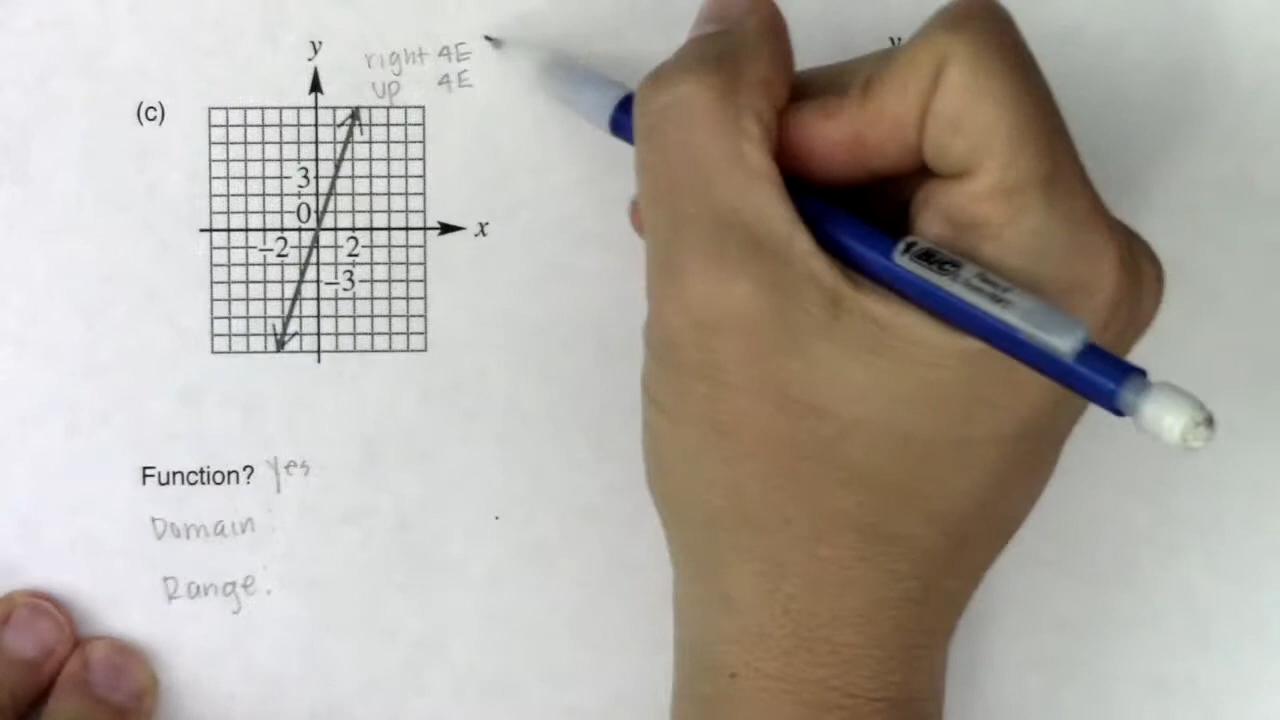 y
right 4E
up 4E
(c)
3
0
x
-2
2
-3
Function? Yes
Domain :
Range:
y
BIC